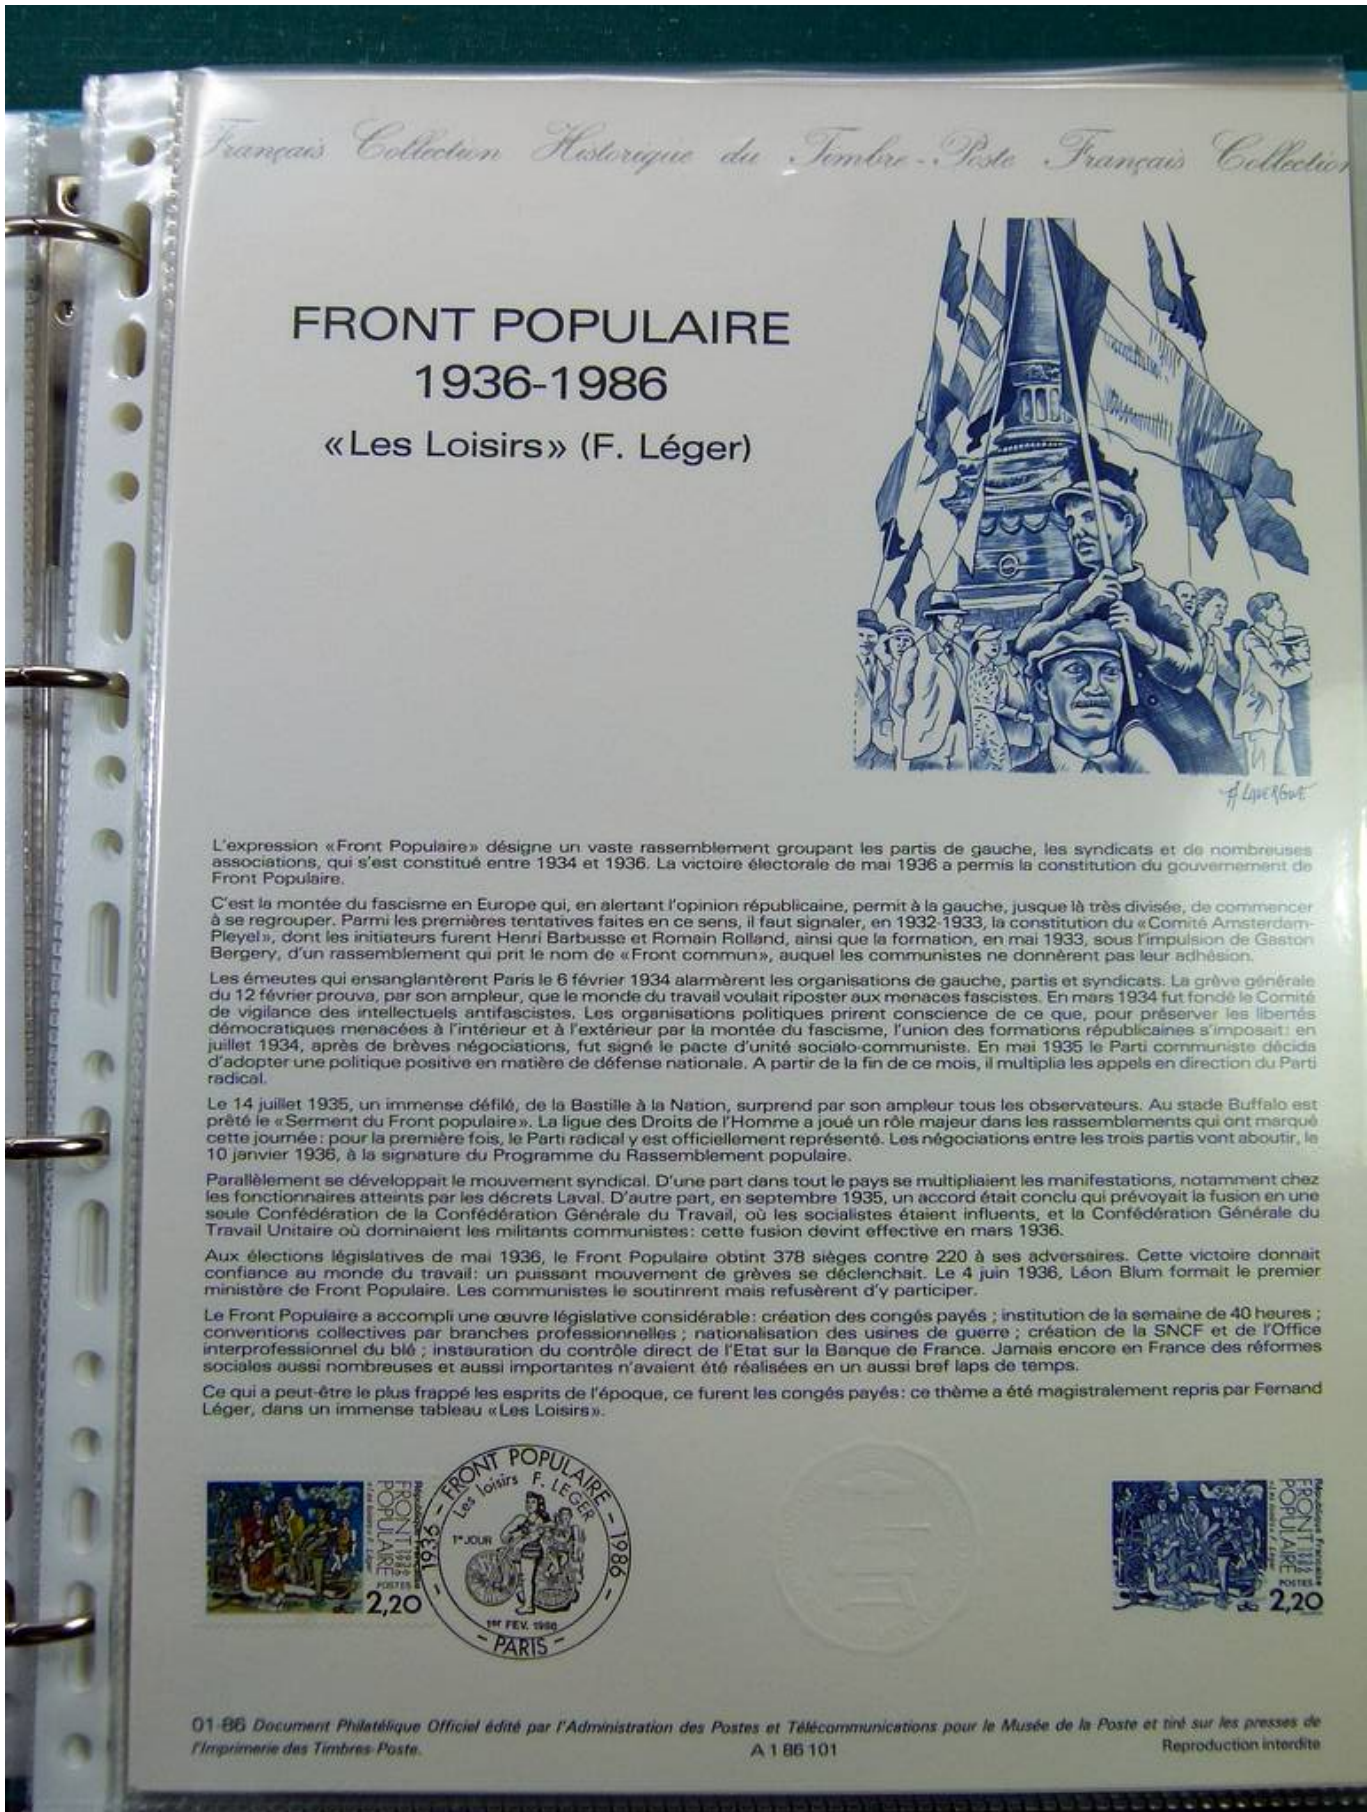 Français Collection Historique du Timbre-Poste Français Collection
FRONT POPULAIRE
1936-1986
«Les Loisirs» (F. Léger)
A LAVERGNE
L'expression «Front Populaire» désigne un vaste rassemblement groupant les partis de gauche, les syndicats et de nombreuses
associations, qui s'est constitué entre 1934 et 1936. La victoire électorale de mai 1936 a permis la constitution du gouvernement de
Front Populaire.
C'est la montée du fascisme en Europe qui, en alertant l'opinion républicaine, permit à la gauche, jusque là très divisée, de commencer
à se regrouper. Parmi les premières tentatives faites en ce sens, il faut signaler, en 1932-1933, la constitution du «Comité Amsterdam-
Pleyel», dont les initiateurs furent Henri Barbusse et Romain Rolland, ainsi que la formation, en mai 1933, sous l'impulsion de Gaston
Bergery, d'un rassemblement qui prit le nom de «Front commun», auquel les communistes ne donnèrent pas leur adhésion.
Les émeutes qui ensanglantèrent Paris le 6 février 1934 alarmèrent les organisations de gauche, partis et syndicats. La grève générale
du 12 février prouva, par son ampleur, que le monde du travail voulait riposter aux menaces fascistes. En mars 1934 fut fondé le Comité
de vigilance des intellectuels antifascistes. Les organisations politiques prirent conscience de ce que, pour préserver les libertés
démocratiques menacées à l'intérieur et à l'extérieur par la montée du fascisme, l'union des formations républicaines s'imposait: en
juillet 1934, après de brèves négociations, fut signé le pacte d'unité socialo-communiste. En mai 1935 le Parti communiste décida
d'adopter une politique positive en matière de défense nationale. A partir de la fin de ce mois, il multiplia les appels en direction du Parti
radical.
Le 14 juillet 1935, un immense défilé, de la Bastille à la Nation, surprend par son ampleur tous les observateurs. Au stade Buffalo est
prêté le «Serment du Front populaire». La ligue des Droits de l'Homme a joué un rôle majeur dans les rassemblements qui ont marqué
cette journée: pour la première fois, le Parti radical y est officiellement représenté. Les négociations entre les trois partis vont aboutir, le
10 janvier 1936, à la signature du Programme du Rassemblement populaire.
Parallèlement se développait le mouvement syndical. D'une part dans tout le pays se multipliaient les manifestations, notamment chez
les fonctionnaires atteints par les décrets Laval. D'autre part, en septembre 1935, un accord était conclu qui prévoyait la fusion en une
seule Confédération de la Confédération Générale du Travail, où les socialistes étaient influents, et la Confédération Générale du
Travail Unitaire où dominaient les militants communistes: cette fusion devint effective en mars 1936.
Aux élections législatives de mai 1936, le Front Populaire obtint 378 sièges contre 220 à ses adversaires. Cette victoire donnait
confiance au monde du travail: un puissant mouvement de grèves se déclenchait. Le 4 juin 1936, Léon Blum formait le premier
ministère de Front Populaire. Les communistes le soutinrent mais refusèrent d'y participer.
Le Front Populaire a accompli une œuvre législative considérable: création des congés payés ; institution de la semaine de 40 heures ;
conventions collectives par branches professionnelles ; nationalisation des usines de guerre ; création de la SNCF et de l'Office
interprofessionnel du blé ; instauration du contrôle direct de l'Etat sur la Banque de France. Jamais encore en France des réformes
sociales aussi nombreuses et aussi importantes n'avaient été réalisées en un aussi bref laps de temps.
Ce qui a peut-être le plus frappé les esprits de l'époque, ce furent les congés payés: ce thème a été magistralement repris par Fernand
Léger, dans un immense tableau «Les Loisirs».
République Française
FRONT 1936
POPULAIRE 1986
«Les loisirs» F. Léger
POSTES
2,20
1936 - FRONT POPULAIRE - 1986
Les loisirs F. LEGER
1er JOUR
1er FEV. 1986
- PARIS -
République Française
FRONT 1936
POPULAIRE 1986
«Les loisirs» F. Léger
POSTES
2,20
01-86 Document Philatélique Officiel édité par l'Administration des Postes et Télécommunications pour le Musée de la Poste et tiré sur les presses de
l'Imprimerie des Timbres-Poste.
A 1 86 101
Reproduction interdite